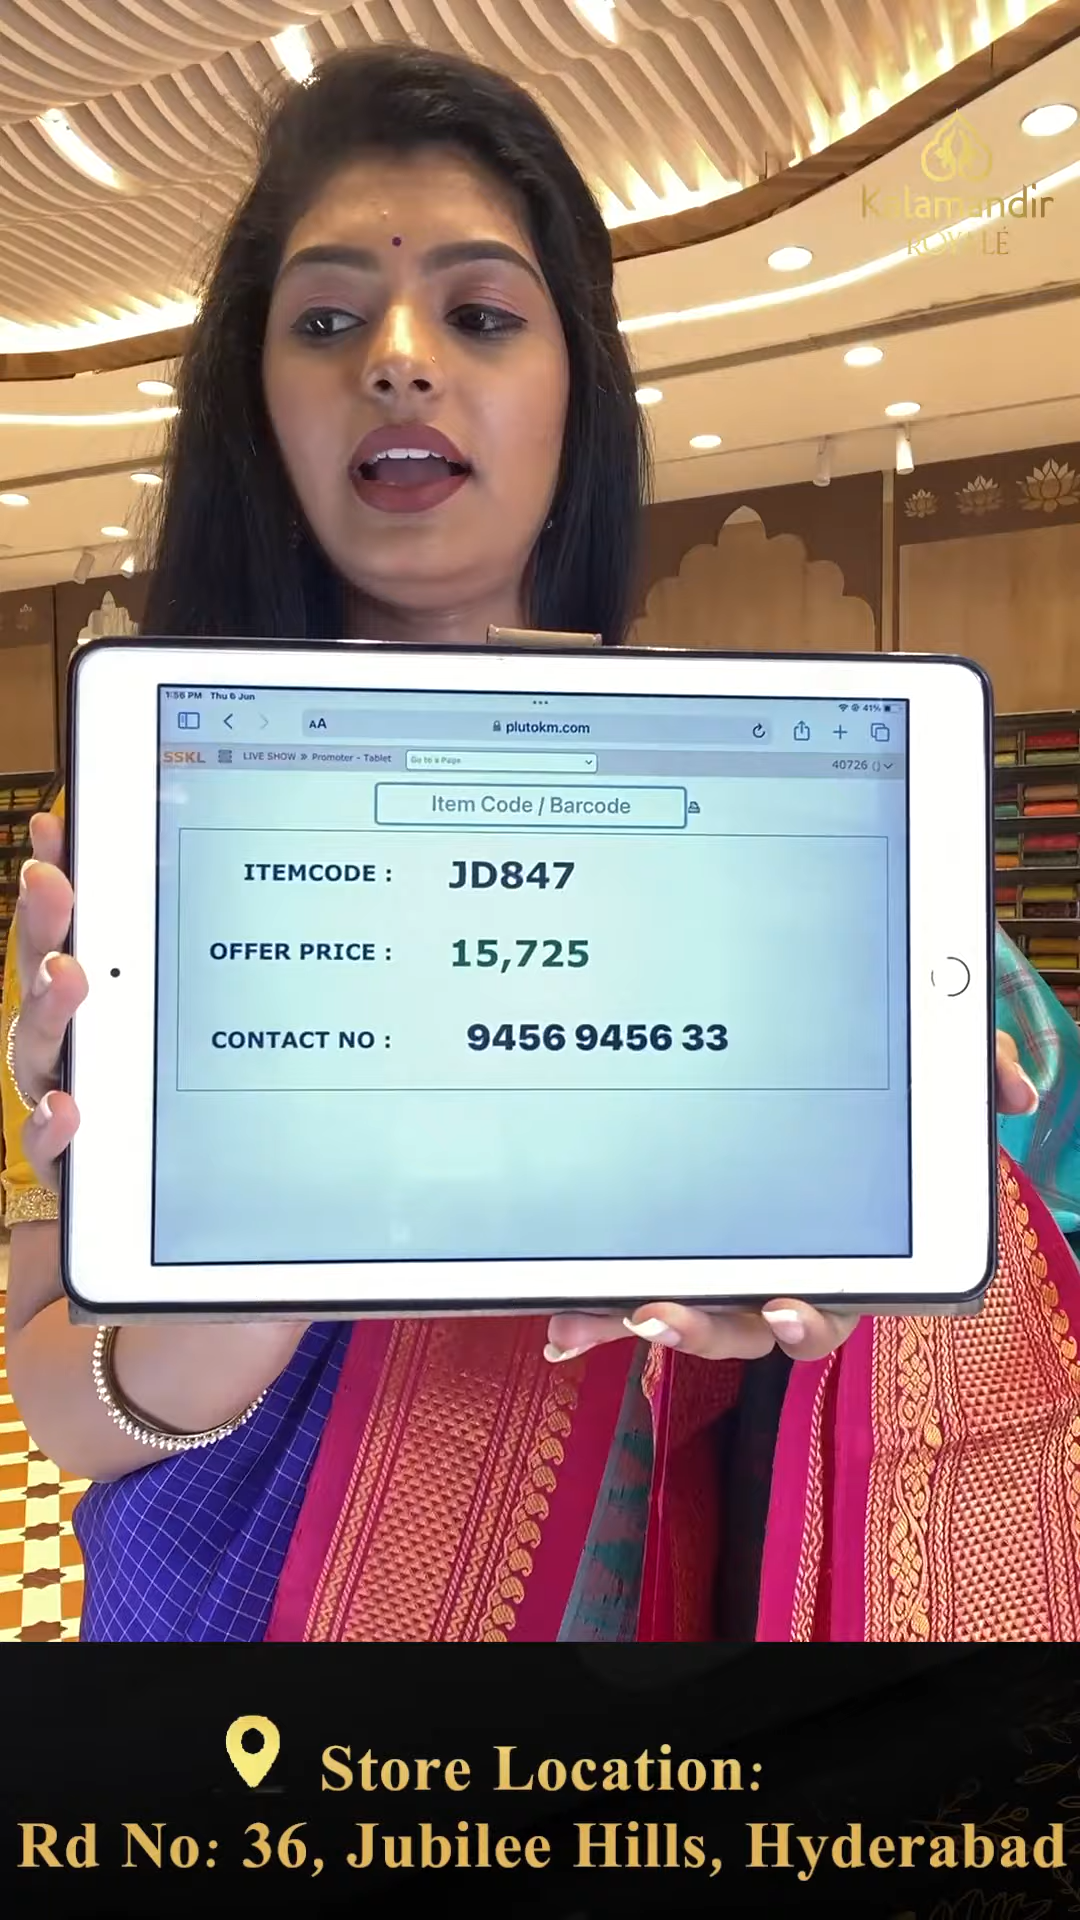 Kalamandir
ROYALÉ
1:56 PM Thu 6 Jun
41%
AA
plutokm.com
SSKL
LIVE SHOW » Promoter - Tablet
Go to a Page
40726 ()
Item Code / Barcode
ITEMCODE : JD847
OFFER PRICE : 15,725
CONTACT NO : 9456 9456 33
Store Location:
Rd No: 36, Jubilee Hills, Hyderabad